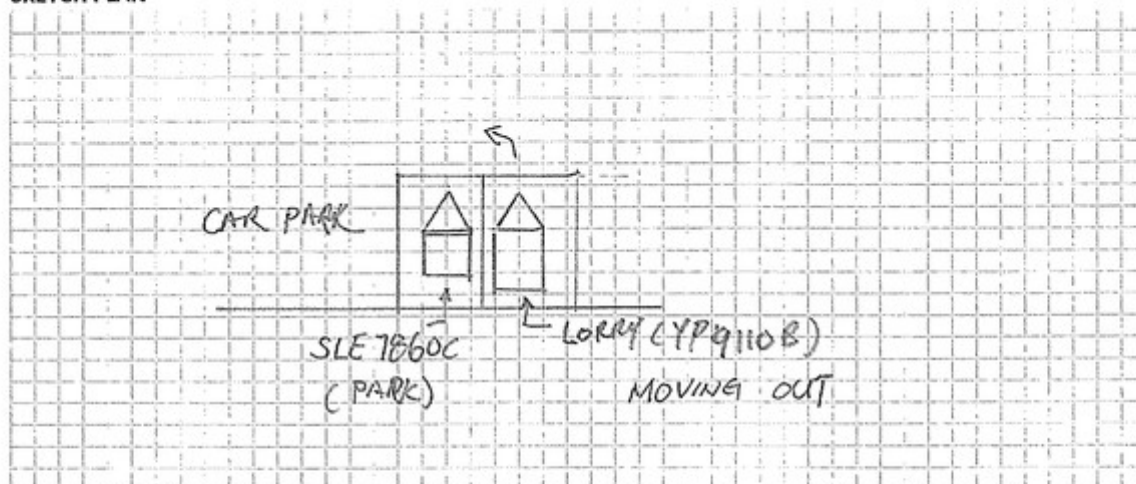 SKETCH PLAN
CAR PARK
SLE 7860C
(PARK)
LORRY (YP9110B)
MOVING OUT